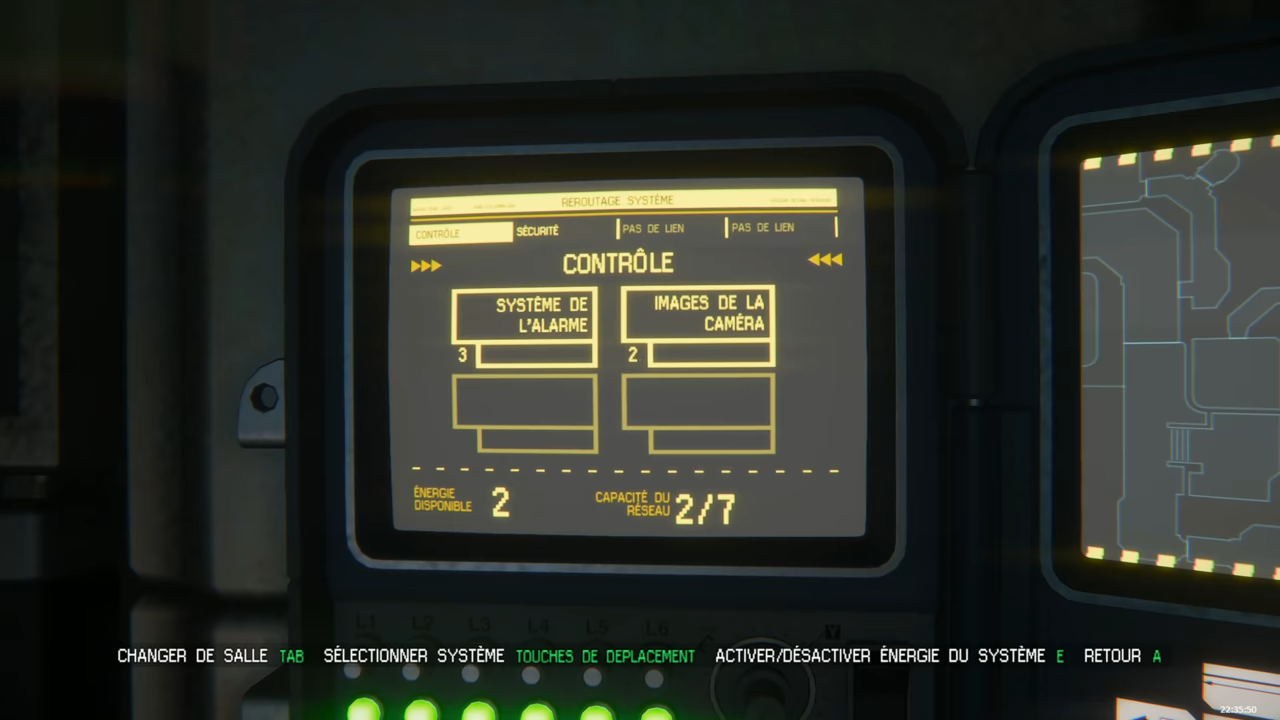 REROUTAGE SYSTÈME
CONTRÔLE
SÉCURITÉ
PAS DE LIEN
PAS DE LIEN
CONTRÔLE
SYSTÈME DE
L'ALARME
3
IMAGES DE LA
CAMÉRA
2
ÉNERGIE
DISPONIBLE
2
CAPACITÉ DU
RÉSEAU
2/7
L1 L2 L3 L4 L5 L6
CHANGER DE SALLE TAB SÉLECTIONNER SYSTÈME TOUCHES DE DEPLACEMENT ACTIVER/DÉSACTIVER ÉNERGIE DU SYSTÈME E RETOUR A
22:35:50